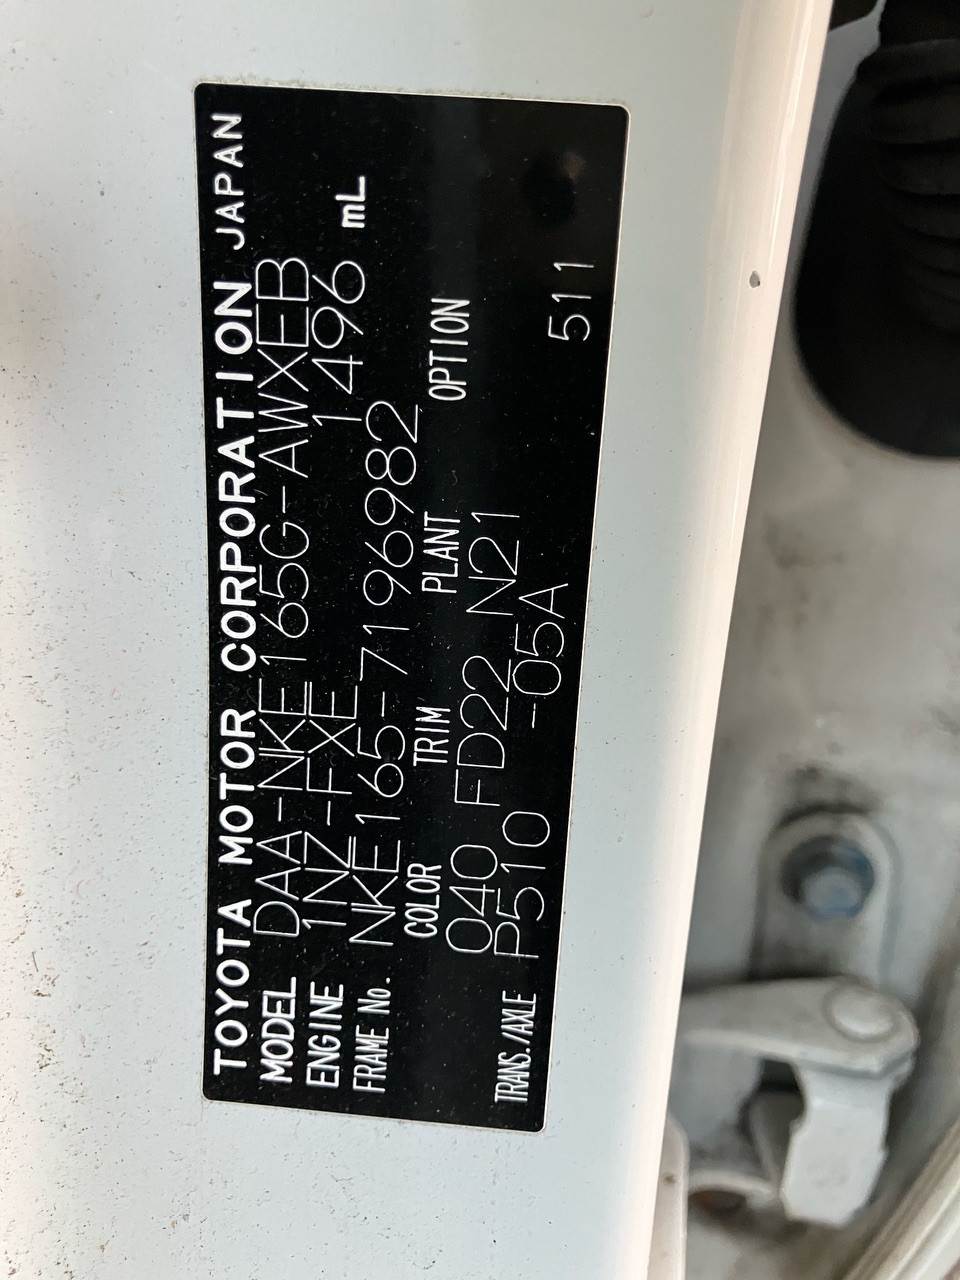 TOYOTA MOTOR CORPORATION JAPAN
MODEL DAA-NKE165G-AWXEB
ENGINE 1NZ-FXE 1496 mL
FRAME No. NKE165-7196982
COLOR TRIM PLANT OPTION
040 FD22 N21
TRANS./AXLE P510 -05A 511